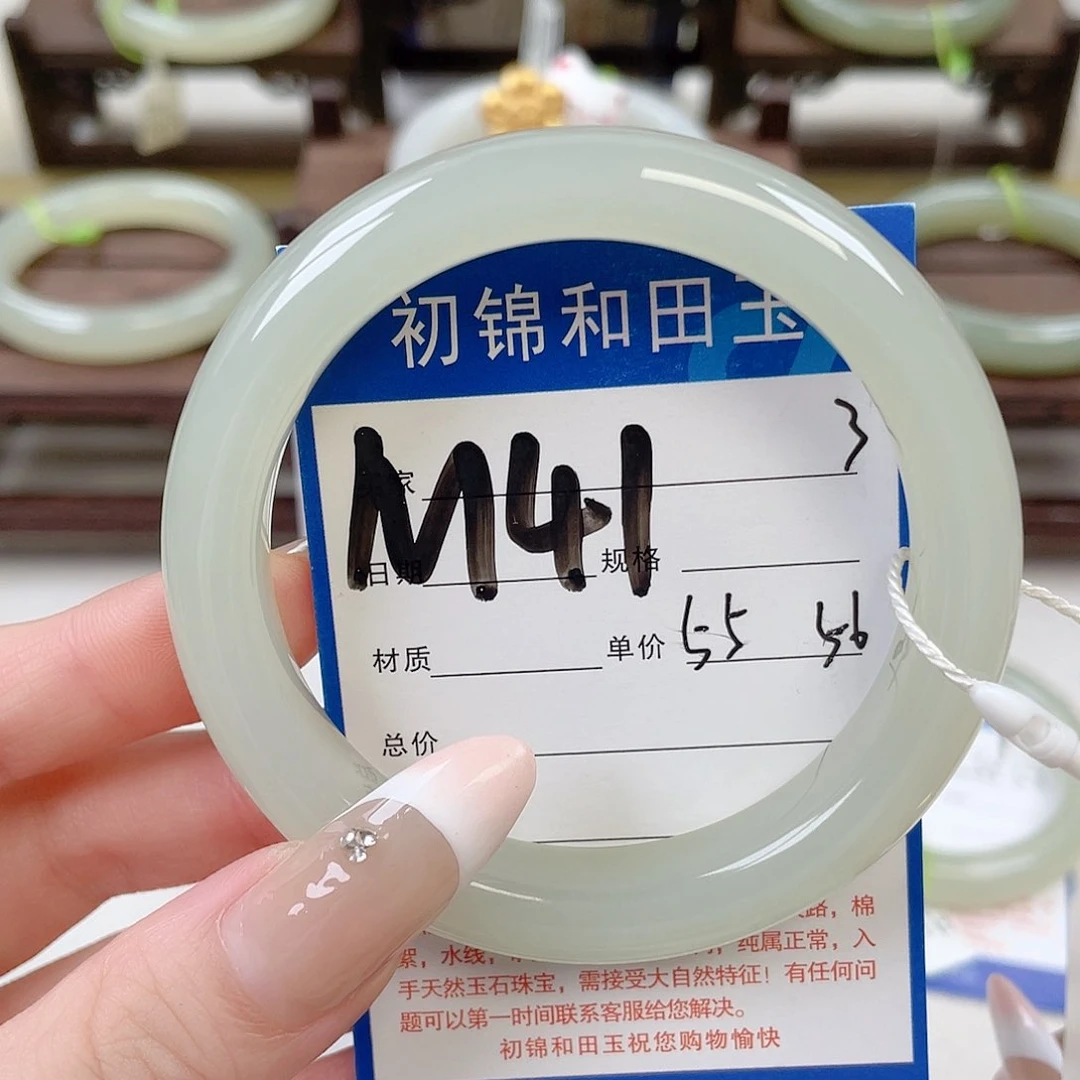 初锦和田玉
M41 3
家
日期 规格
材质 单价 55 56
总价
路，棉
絮，水线， 纯属正常，入
手天然玉石珠宝，需接受大自然特征！有任何问
题可以第一时间联系客服给您解决。
初锦和田玉祝您购物愉快